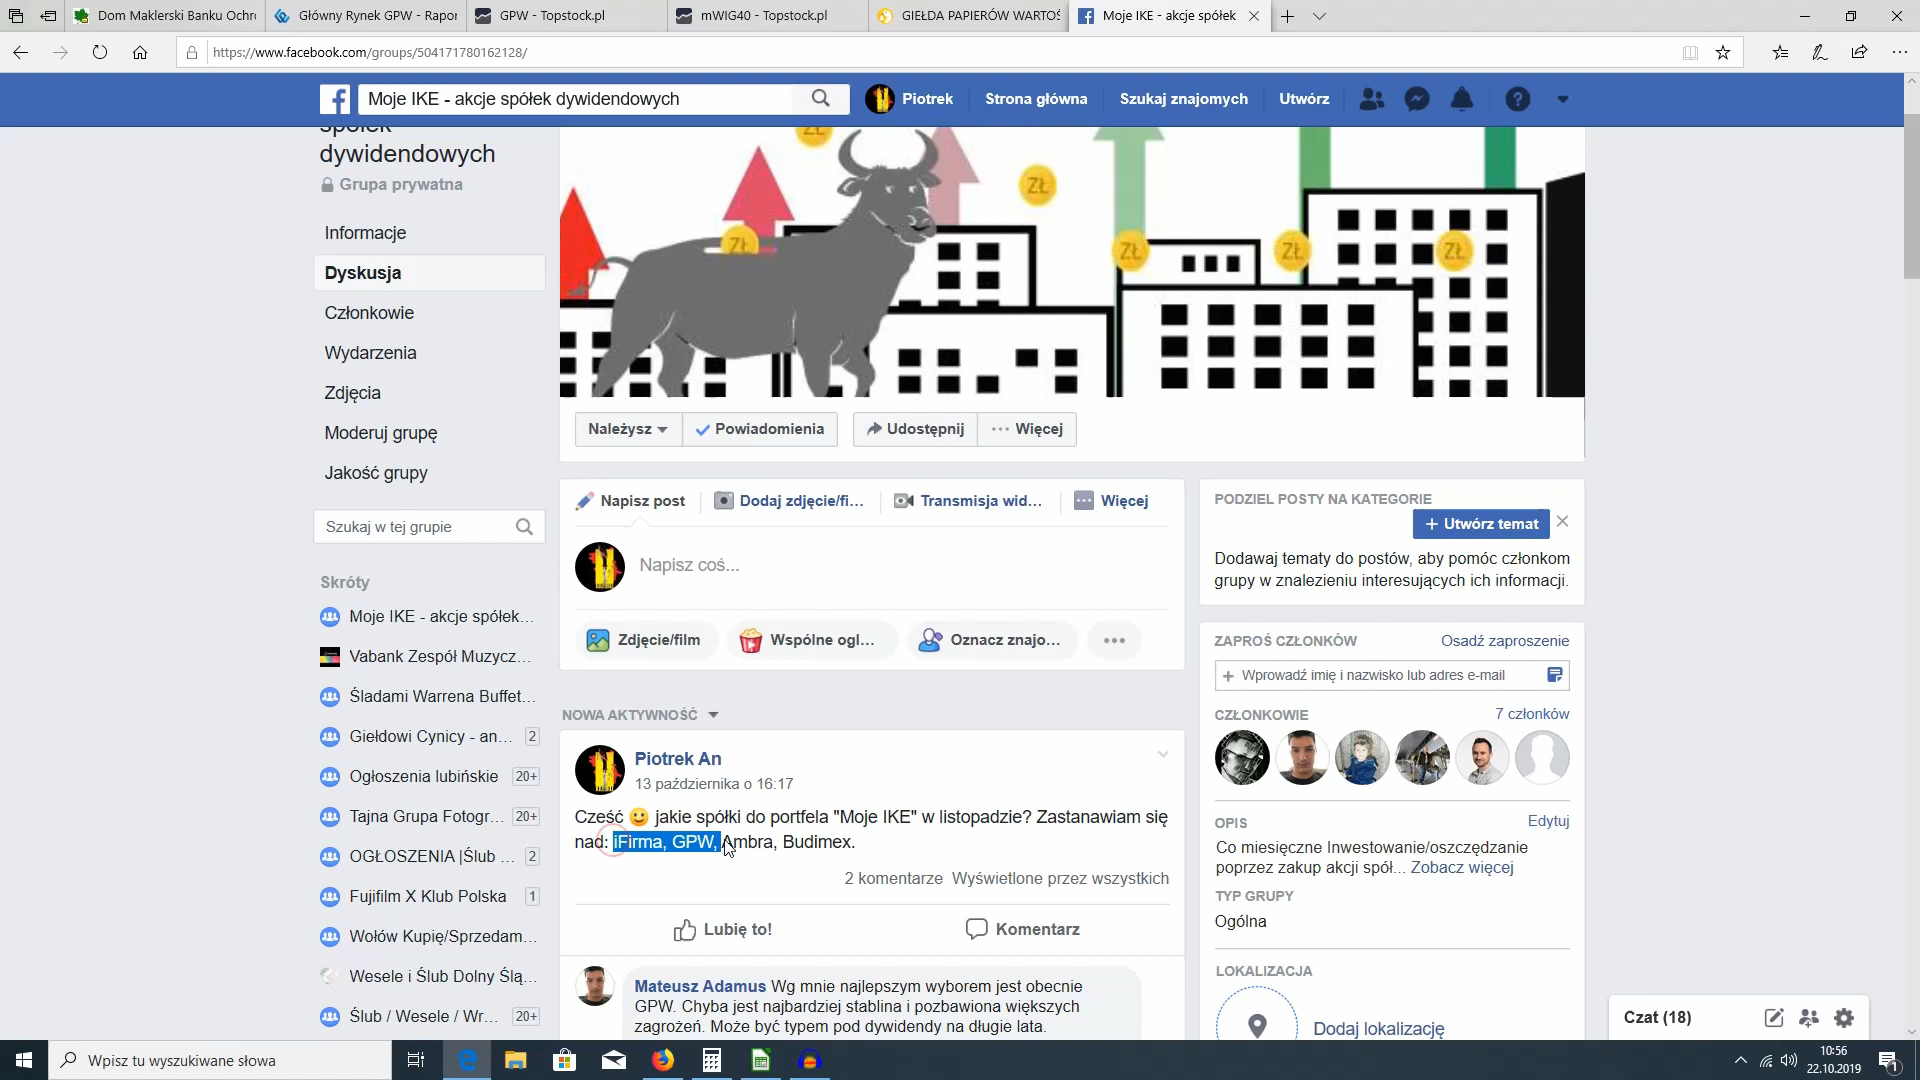 Dom Maklerski Banku Ochro
Główny Rynek GPW - Rapor
GPW - Topstock.pl
mWIG40 - Topstock.pl
GIEŁDA PAPIERÓW WARTOŚ
Moje IKE - akcje spółek
https://www.facebook.com/groups/504171780162128/
Moje IKE - akcje spółek dywidendowych
Piotrek
Strona główna
Szukaj znajomych
Utwórz
spółek
dywidendowych
Grupa prywatna
Informacje
Dyskusja
Członkowie
Wydarzenia
Zdjęcia
Moderuj grupę
Jakość grupy
Szukaj w tej grupie
Skróty
Moje IKE - akcje spółek...
Vabank Zespół Muzycz...
Śladami Warrena Buffet...
Giełdowi Cynicy - an... 2
Ogłoszenia lubińskie 20+
Tajna Grupa Fotogr... 20+
OGŁOSZENIA |Ślub ... 2
Fujifilm X Klub Polska 1
Wołów Kupię/Sprzedam...
Wesele i Ślub Dolny Ślą...
Ślub / Wesele / Wr... 20+
ZŁ
ZŁ
ZŁ
ZŁ
ZŁ
ZŁ
Należysz
Powiadomienia
Udostępnij
Więcej
Napisz post
Dodaj zdjęcie/fi...
Transmisja wid...
Więcej
Napisz coś...
Zdjęcie/film
Wspólne ogl...
Oznacz znajo...
NOWA AKTYWNOŚĆ
Piotrek An
13 października o 16:17
Cześć jakie spółki do portfela "Moje IKE" w listopadzie? Zastanawiam się
nad: iFirma, GPW, Ambra, Budimex.
2 komentarze Wyświetlone przez wszystkich
Lubię to!
Komentarz
Mateusz Adamus Wg mnie najlepszym wyborem jest obecnie
GPW. Chyba jest najbardziej stablina i pozbawiona większych
zagrożeń. Może być typem pod dywidendy na długie lata.
PODZIEL POSTY NA KATEGORIE
+ Utwórz temat
Dodawaj tematy do postów, aby pomóc członkom
grupy w znalezieniu interesujących ich informacji.
ZAPROŚ CZŁONKÓW
Osadź zaproszenie
+ Wprowadź imię i nazwisko lub adres e-mail
CZŁONKOWIE
7 członków
OPIS
Edytuj
Co miesięczne Inwestowanie/oszczędzanie
poprzez zakup akcji spół... Zobacz więcej
TYP GRUPY
Ogólna
LOKALIZACJA
Dodaj lokalizację
Czat (18)
Wpisz tu wyszukiwane słowa
10:56
22.10.2019
1